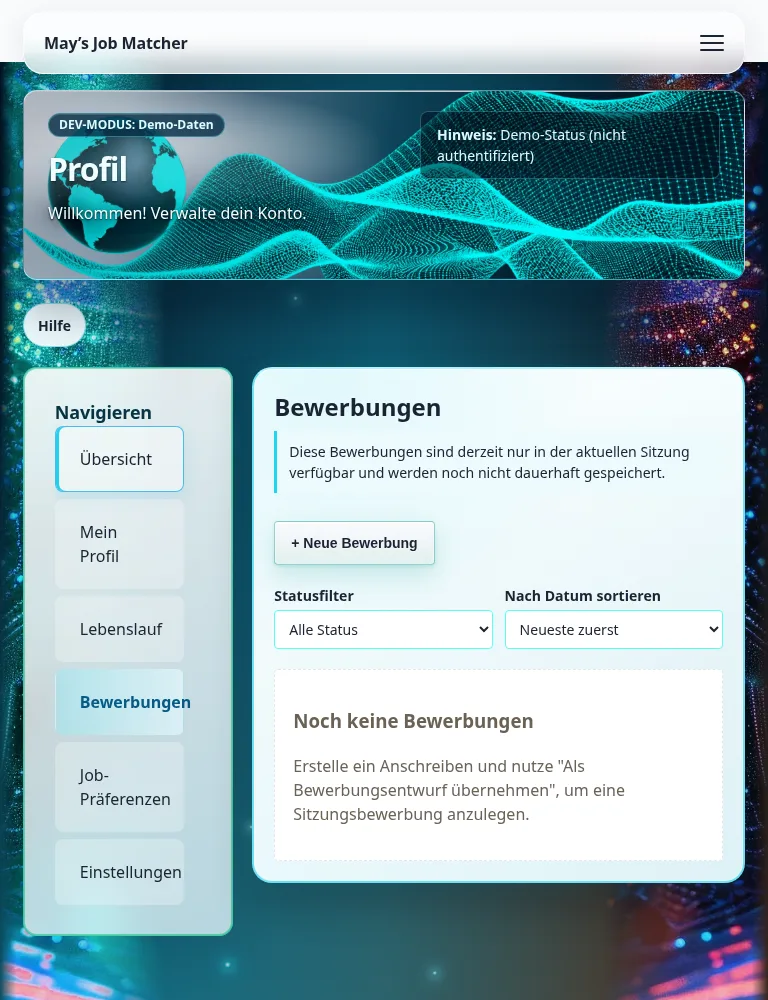 May’s Job Matcher
DEV-MODUS: Demo-Daten
Profil
Willkommen! Verwalte dein Konto.
Hinweis: Demo-Status (nicht
authentifiziert)
Hilfe
Navigieren
Übersicht
Mein
Profil
Lebenslauf
Bewerbungen
Job-
Präferenzen
Einstellungen
Bewerbungen
Diese Bewerbungen sind derzeit nur in der aktuellen Sitzung
verfügbar und werden noch nicht dauerhaft gespeichert.
+ Neue Bewerbung
Statusfilter
Alle Status
Nach Datum sortieren
Neueste zuerst
Noch keine Bewerbungen
Erstelle ein Anschreiben und nutze "Als
Bewerbungsentwurf übernehmen", um eine
Sitzungsbewerbung anzulegen.